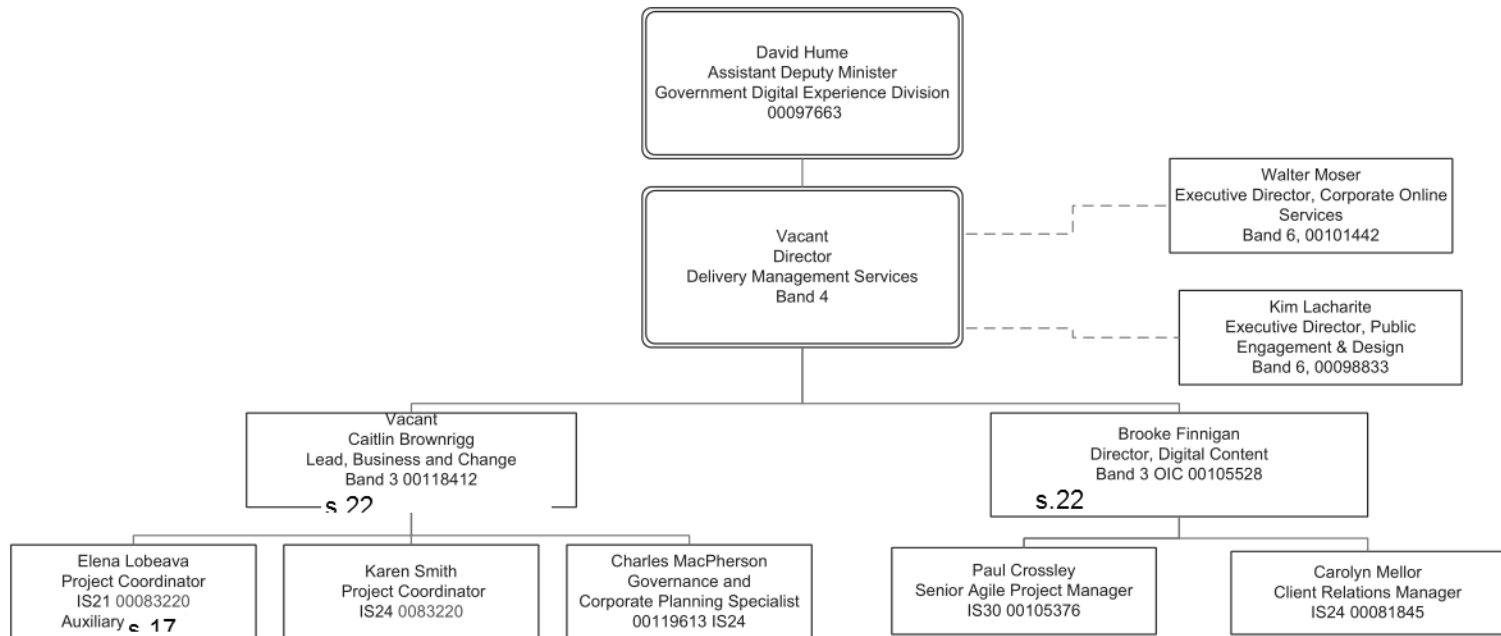 David Hume
Assistant Deputy Minister
Government Digital Experience Division
00097663
Walter Moser
Executive Director, Corporate Online
Services
Band 6, 00101442
Vacant
Director
Delivery Management Services
Band 4
Kim Lacharite
Executive Director, Public
Engagement & Design
Band 6, 00098833
Vacant
Caitlin Brownrigg
Lead, Business and Change
Band 3 00118412
s.22
Brooke Finnigan
Director, Digital Content
Band 3 OIC 00105528
s.22
Elena Lobeava
Project Coordinator
IS21 00083220
Auxiliary s.17
Karen Smith
Project Coordinator
IS24 0083220
Charles MacPherson
Governance and
Corporate Planning Specialist
00119613 IS24
Paul Crossley
Senior Agile Project Manager
IS30 00105376
Carolyn Mellor
Client Relations Manager
IS24 00081845